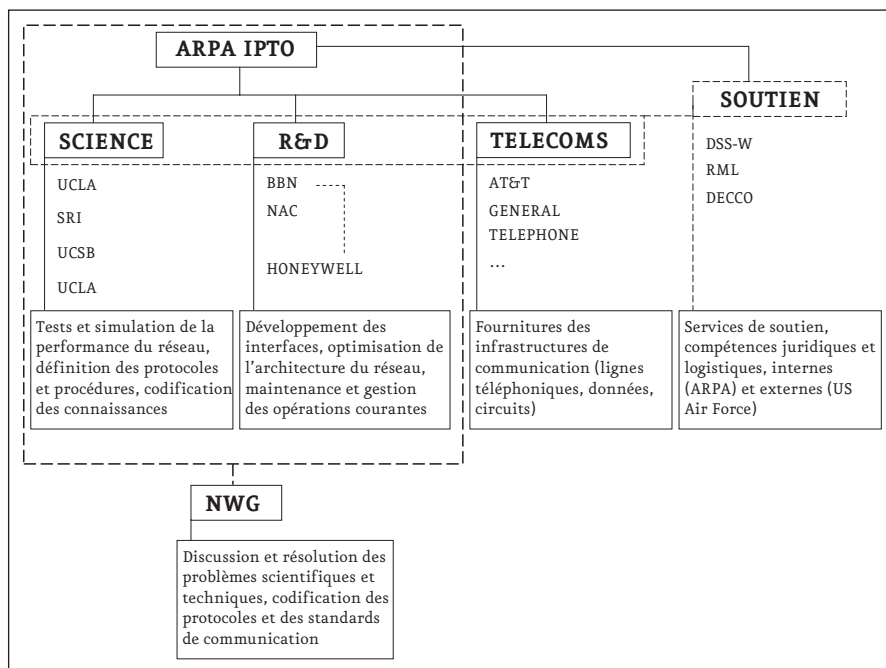 ARPA IPTO
SOUTIEN
DSS-W
RML
DECCO
SCIENCE
UCLA
SRI
UCSB
UCLA
R&D
BBN
NAC
HONEYWELL
TELECOMS
AT&T
GENERAL
TELEPHONE
...
Tests et simulation de la
performance du réseau,
définition des protocoles
et procédures, codification
des connaissances
Développement des
interfaces, optimisation de
l'architecture du réseau,
maintenance et gestion
des opérations courantes
Fournitures des
infrastructures de
communication (lignes
téléphoniques, données,
circuits)
Services de soutien,
compétences juridiques et
logistiques, internes
(ARPA) et externes (US
Air Force)
NWG
Discussion et résolution des
problèmes scientifiques et
techniques, codification des
protocoles et des standards
de communication